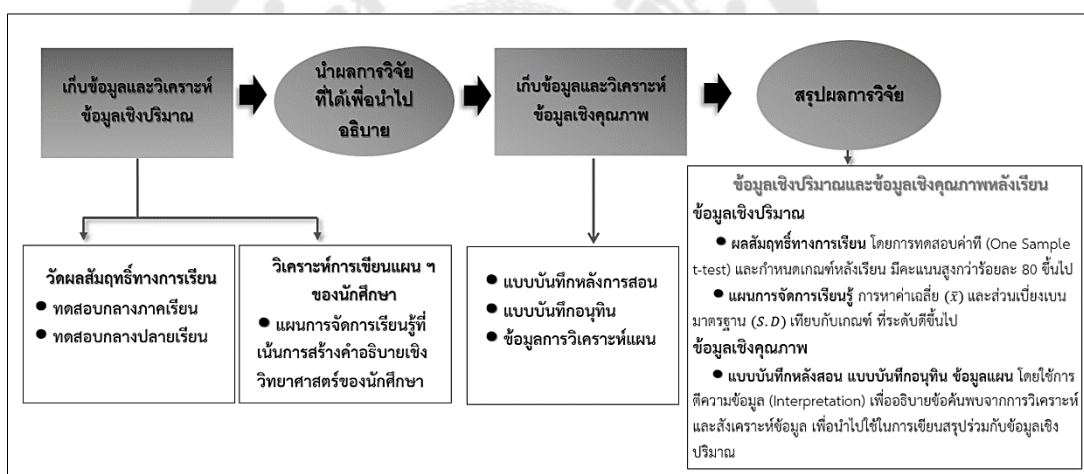 เก็บข้อมูลและวิเคราะห์
ข้อมูลเชิงปริมาณ
นำผลการวิจัย
ที่ได้เพื่อนำไป
อธิบาย
เก็บข้อมูลและวิเคราะห์
ข้อมูลเชิงคุณภาพ
สรุปผลการวิจัย
วัดผลสัมฤทธิ์ทางการเรียน
● ทดสอบกลางภาคเรียน
● ทดสอบกลางปลายเรียน
วิเคราะห์การเขียนแผน ฯ
ของนักศึกษา
● แผนการจัดการเรียนรู้ที่
เน้นการสร้างคำอธิบายเชิง
วิทยาศาสตร์ของนักศึกษา
● แบบบันทึกหลังการสอน
● แบบบันทึกอนุทิน
● ข้อมูลการวิเคราะห์แผน
ข้อมูลเชิงปริมาณและข้อมูลเชิงคุณภาพหลังเรียน
ข้อมูลเชิงปริมาณ
● ผลสัมฤทธิ์ทางการเรียน โดยการทดสอบค่าที (One Sample
t-test) และกำหนดเกณฑ์หลังเรียน มีคะแนนสูงกว่าร้อยละ 80 ขึ้นไป
● แผนการจัดการเรียนรู้ การหาค่าเฉลี่ย (x̄) และส่วนเบี่ยงเบน
มาตรฐาน (S.D) เทียบกับเกณฑ์ ที่ระดับดีขึ้นไป
ข้อมูลเชิงคุณภาพ
● แบบบันทึกหลังสอน แบบบันทึกอนุทิน ข้อมูลแผน โดยใช้การ
ตีความข้อมูล (Interpretation) เพื่ออธิบายข้อค้นพบจากการวิเคราะห์
และสังเคราะห์ข้อมูล เพื่อนำไปใช้ในการเขียนสรุปร่วมกับข้อมูลเชิง
ปริมาณ